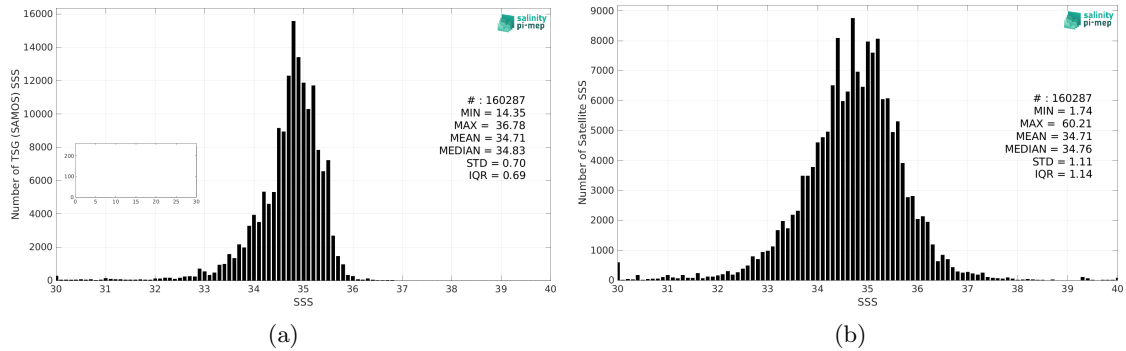 salinity
pi-mep
16000
14000
12000
10000
8000
6000
4000
2000
0
Number of TSG (SAMOS) SSS
# : 160287
MIN = 14.35
MAX = 36.78
MEAN = 34.71
MEDIAN = 34.83
STD = 0.70
IQR = 0.69
200
100
0
0 5 10 15 20 25 30
30 31 32 33 34 35 36 37 38 39 40
SSS
(a)
salinity
pi-mep
9000
8000
7000
6000
5000
4000
3000
2000
1000
0
Number of Satellite SSS
# : 160287
MIN = 1.74
MAX = 60.21
MEAN = 34.71
MEDIAN = 34.76
STD = 1.11
IQR = 1.14
30 31 32 33 34 35 36 37 38 39 40
SSS
(b)